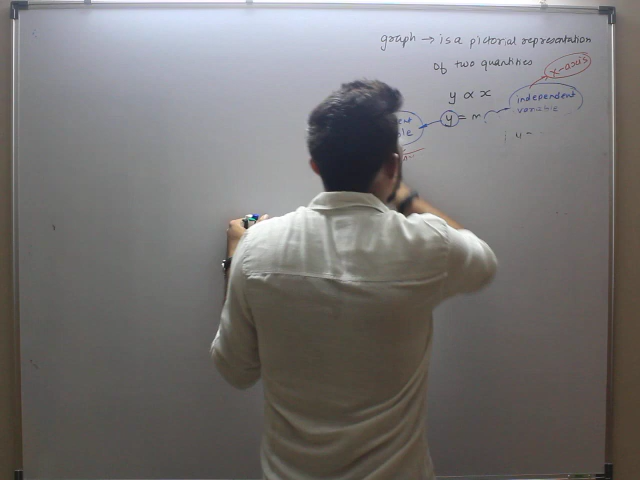 graph → is a pictorial representation
of two quantities
x-axis
y ∝ x
independent
variable
y = m
y =